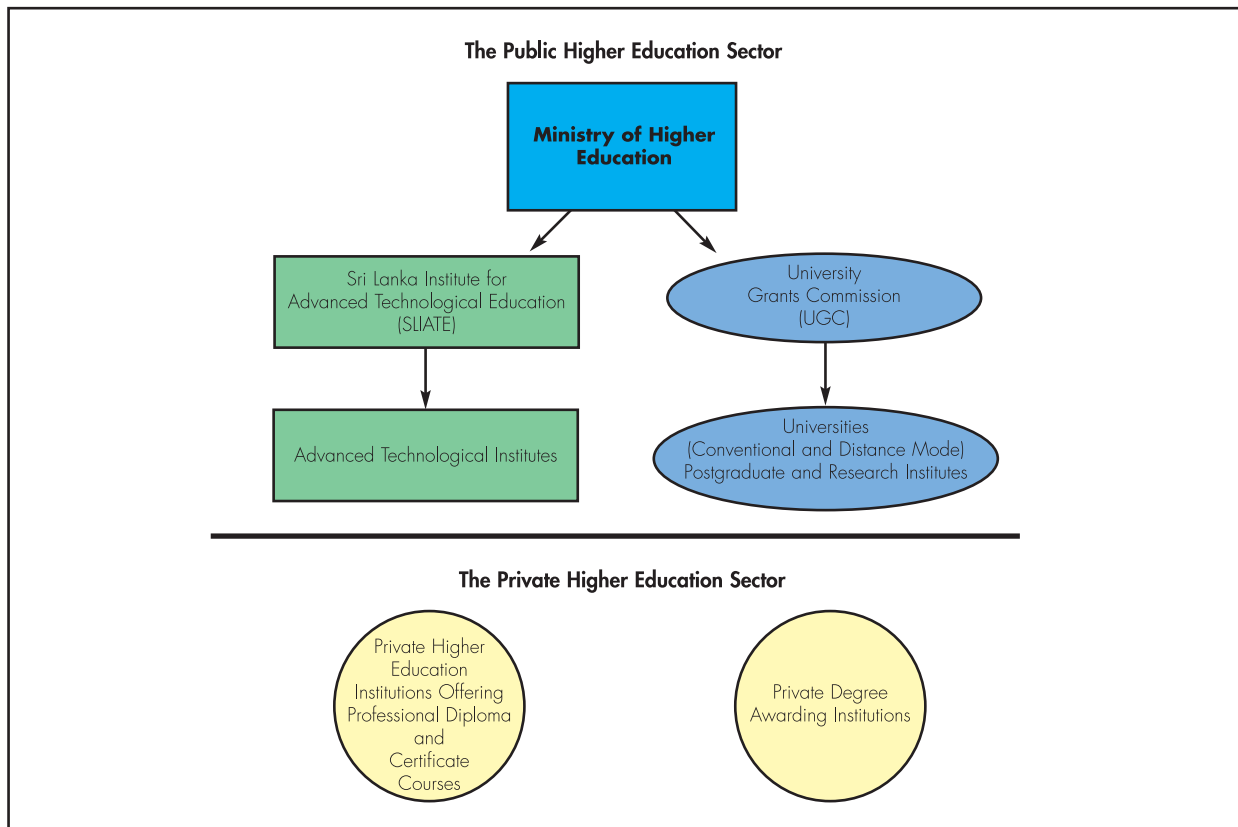 The Public Higher Education Sector
Ministry of Higher
Education
Sri Lanka Institute for
Advanced Technological Education
(SLIATE)
University
Grants Commission
(UGC)
Advanced Technological Institutes
Universities
(Conventional and Distance Mode)
Postgraduate and Research Institutes
The Private Higher Education Sector
Private Higher
Education
Institutions Offering
Professional Diploma
and
Certificate
Courses
Private Degree
Awarding Institutions